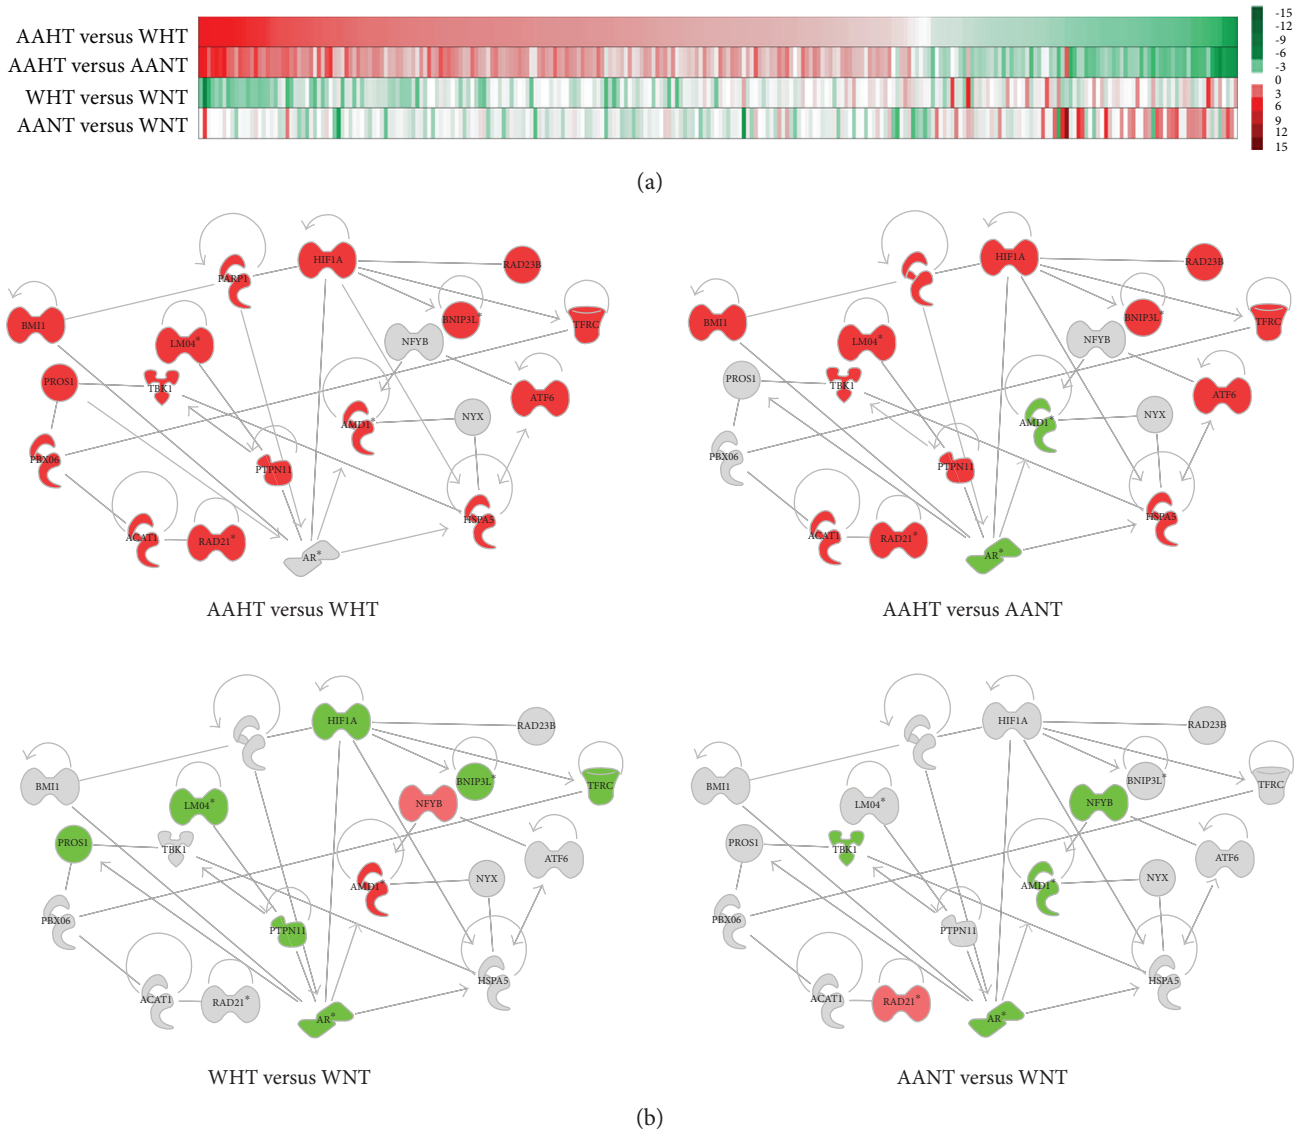 AAHT versus WHT
AAHT versus AANT
WHT versus WNT
AANT versus WNT
-15
-12
-9
-6
-3
0
3
6
9
12
15
(a)
PARP1
HIF1A
RAD23B
BMI1
LM04*
BNIP3L*
TFRC
NFYB
PROS1
TBK1
ATF6
AMD1*
NYX
PBX06
PTPN11
HSPA5
ACAT1
RAD21*
AR*
AAHT versus WHT
HIF1A
RAD23B
BMI1
LM04*
BNIP3L*
TFRC
NFYB
PROS1
TBK1
ATF6
AMD1*
NYX
PBX06
PTPN11
HSPA5
ACAT1
RAD21*
AR*
AAHT versus AANT
HIF1A
RAD23B
BMI1
LM04*
BNIP3L*
TFRC
NFYB
PROS1
TBK1
ATF6
AMD1*
NYX
PBX06
PTPN11
HSPA5
ACAT1
RAD21*
AR*
WHT versus WNT
HIF1A
RAD23B
BMI1
LM04*
BNIP3L*
TFRC
NFYB
PROS1
TBK1
ATF6
AMD1*
NYX
PBX06
PTPN11
HSPA5
ACAT1
RAD21*
AR*
AANT versus WNT
(b)